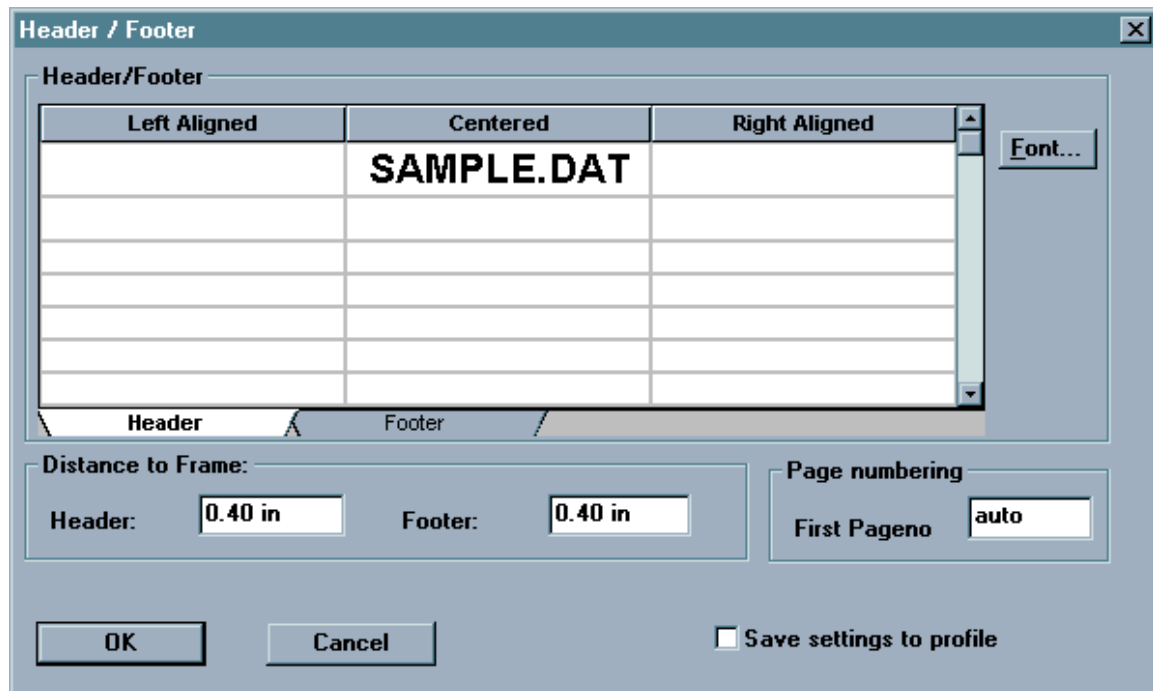 Header / Footer
Header/Footer
Left Aligned Centered Right Aligned
Font...
SAMPLE.DAT
Header Footer
Distance to Frame:
Header: 0.40 in Footer: 0.40 in
Page numbering
First Pageno auto
OK Cancel Save settings to profile